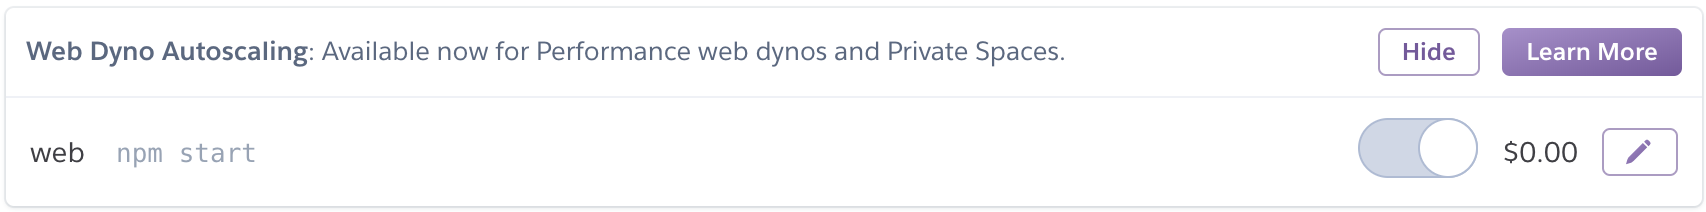 Web Dyno Autoscaling: Available now for Performance web dynos and Private Spaces.
Hide
Learn More
web npm start
$0.00